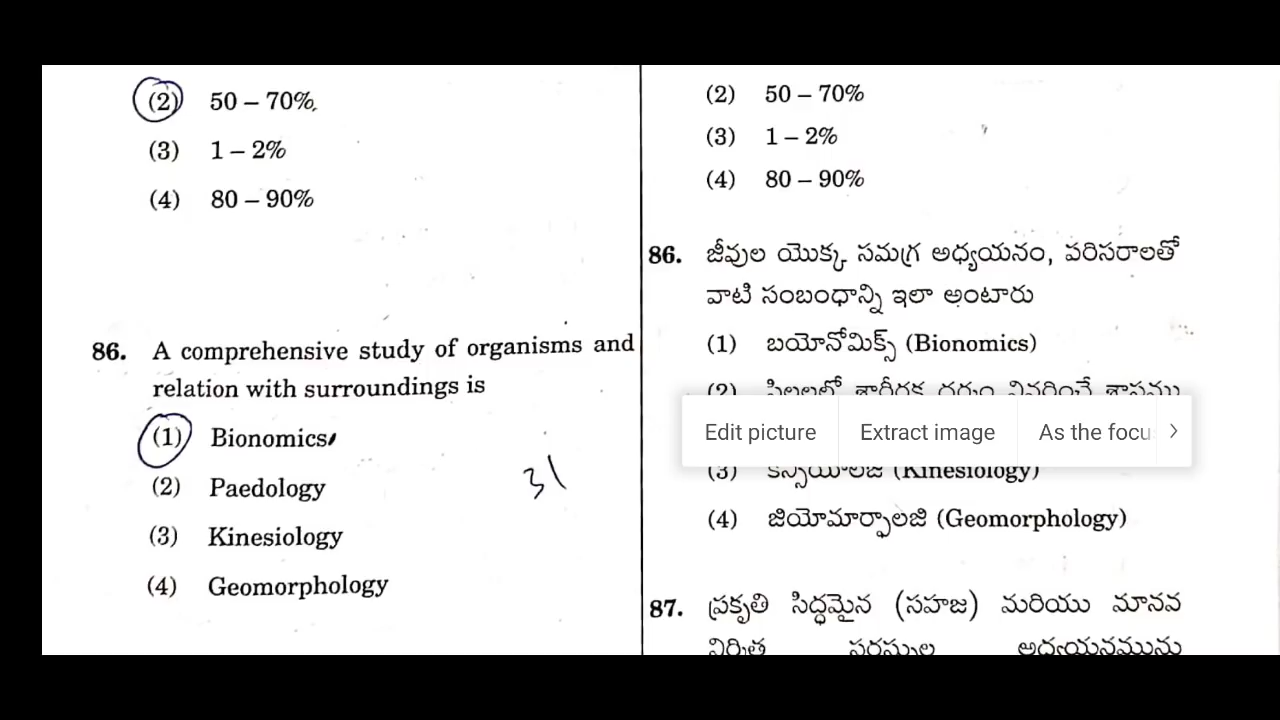 (2) 50 – 70%
(3) 1 – 2%
(4) 80 – 90%
86. A comprehensive study of organisms and
relation with surroundings is
(1) Bionomics
(2) Paedology
(3) Kinesiology
(4) Geomorphology
31
(2) 50 – 70%
(3) 1 – 2%
(4) 80 – 90%
86. జీవుల యొక్క సమగ్ర అధ్యయనం, పరిసరాలతో
వాటి సంబంధాన్ని ఇలా అంటారు
(1) బయోనోమిక్స్ (Bionomics)
(2)
Edit picture Extract image As the focu
(3) (Kinesiology)
(4) జియోమార్ఫాలజి (Geomorphology)
87. ప్రకృతి సిద్ధమైన (సహజ) మరియు మానవ